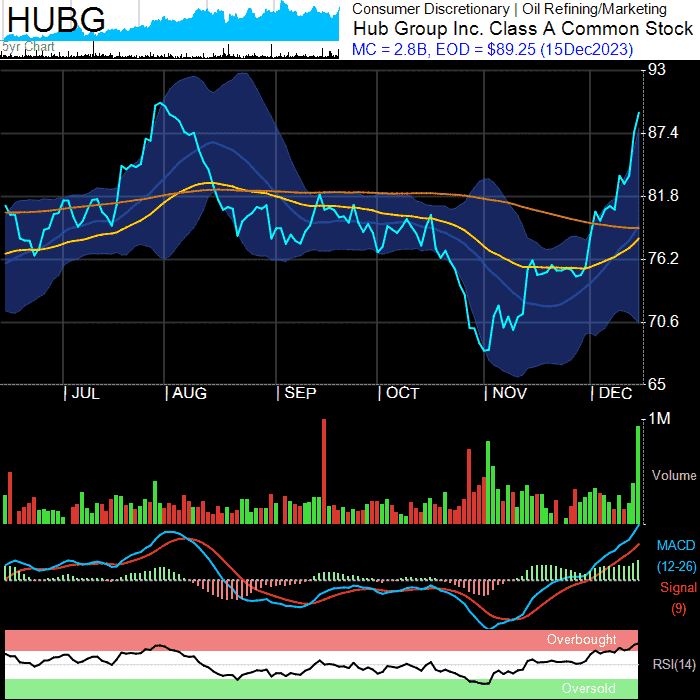 HUBG
5yr Chart
Consumer Discretionary | Oil Refining/Marketing
Hub Group Inc. Class A Common Stock
MC = 2.8B, EOD = $89.25 (15Dec2023)
93
87.4
81.8
76.2
70.6
65
| JUL | AUG | SEP | OCT | NOV | DEC
1M
Volume
MACD
(12-26)
Signal
(9)
Overbought
RSI(14)
Oversold